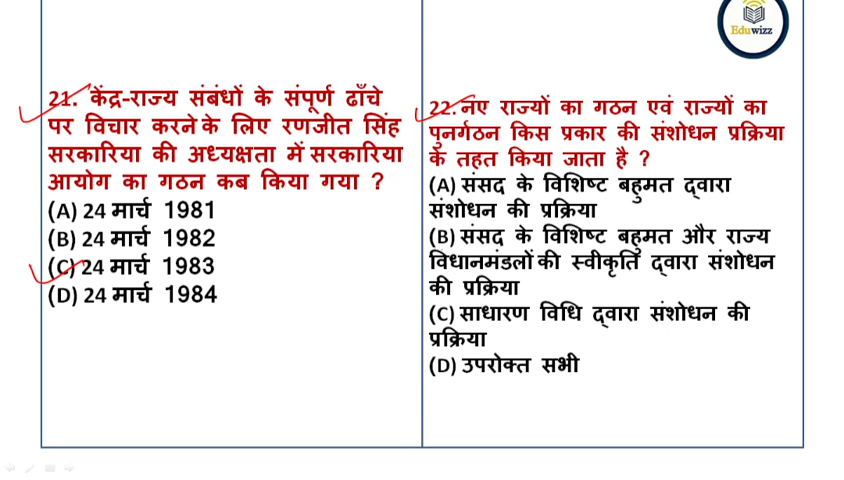 Eduwizz
21. केंद्र-राज्य संबंधों के संपूर्ण ढाँचे
पर विचार करने के लिए रणजीत सिंह
सरकारिया की अध्यक्षता में सरकारिया
आयोग का गठन कब किया गया ?
(A) 24 मार्च 1981
(B) 24 मार्च 1982
(C) 24 मार्च 1983
(D) 24 मार्च 1984
22. नए राज्यों का गठन एवं राज्यों का
पुनर्गठन किस प्रकार की संशोधन प्रक्रिया
के तहत किया जाता है ?
(A) संसद के विशिष्ट बहुमत द्वारा
संशोधन की प्रक्रिया
(B) संसद के विशिष्ट बहुमत और राज्य
विधानमंडलों की स्वीकृति द्वारा संशोधन
की प्रक्रिया
(C) साधारण विधि द्वारा संशोधन की
प्रक्रिया
(D) उपरोक्त सभी